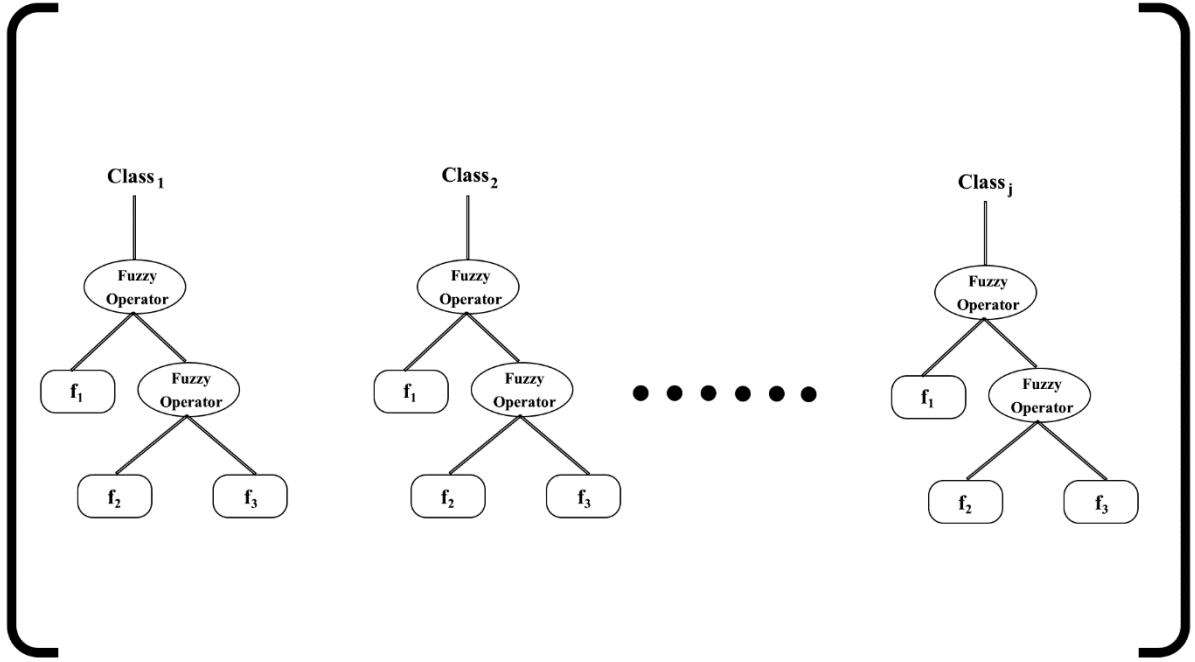 Class₁
Fuzzy
Operator
f₁
Fuzzy
Operator
f₂
f₃
Class₂
Fuzzy
Operator
f₁
Fuzzy
Operator
f₂
f₃
Classⱼ
Fuzzy
Operator
f₁
Fuzzy
Operator
f₂
f₃